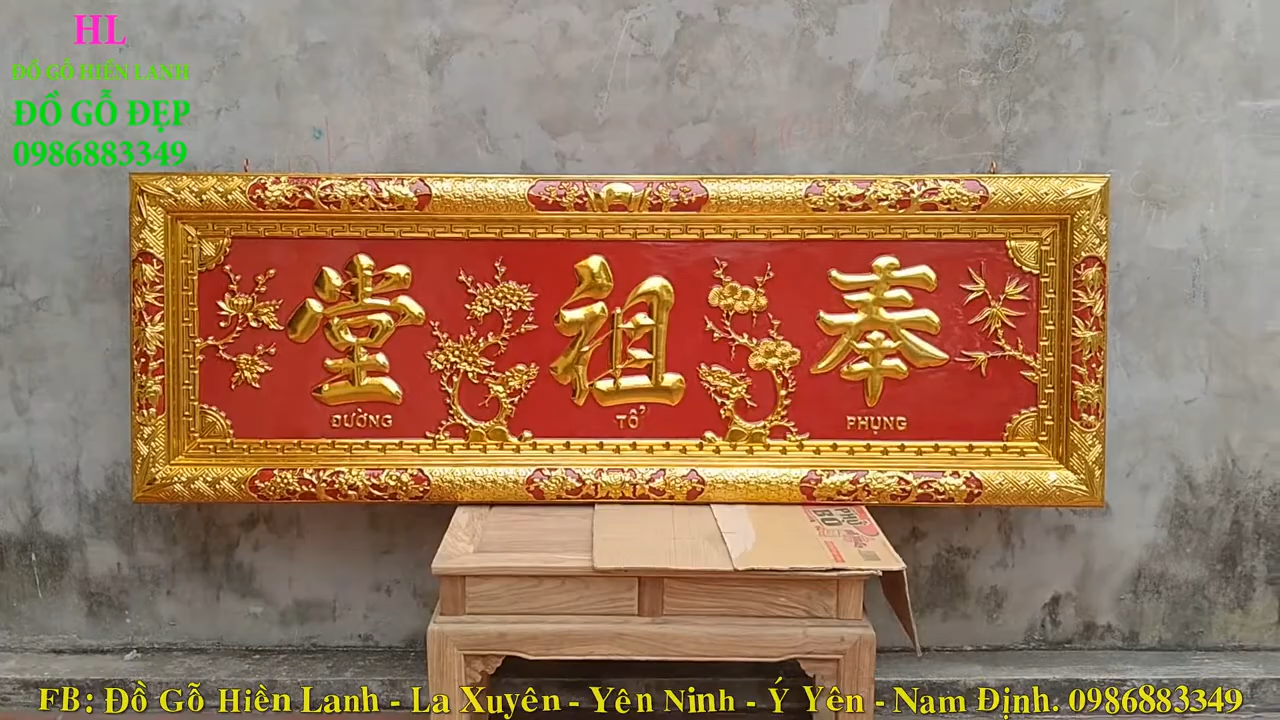 HL
ĐỒ GỖ HIỀN LANH
ĐỒ GỖ ĐẸP
0986883349
堂祖奉
ĐƯỜNG TỔ PHỤNG
FB: Đồ Gỗ Hiền Lanh - La Xuyên - Yên Ninh - Ý Yên - Nam Định. 0986883349